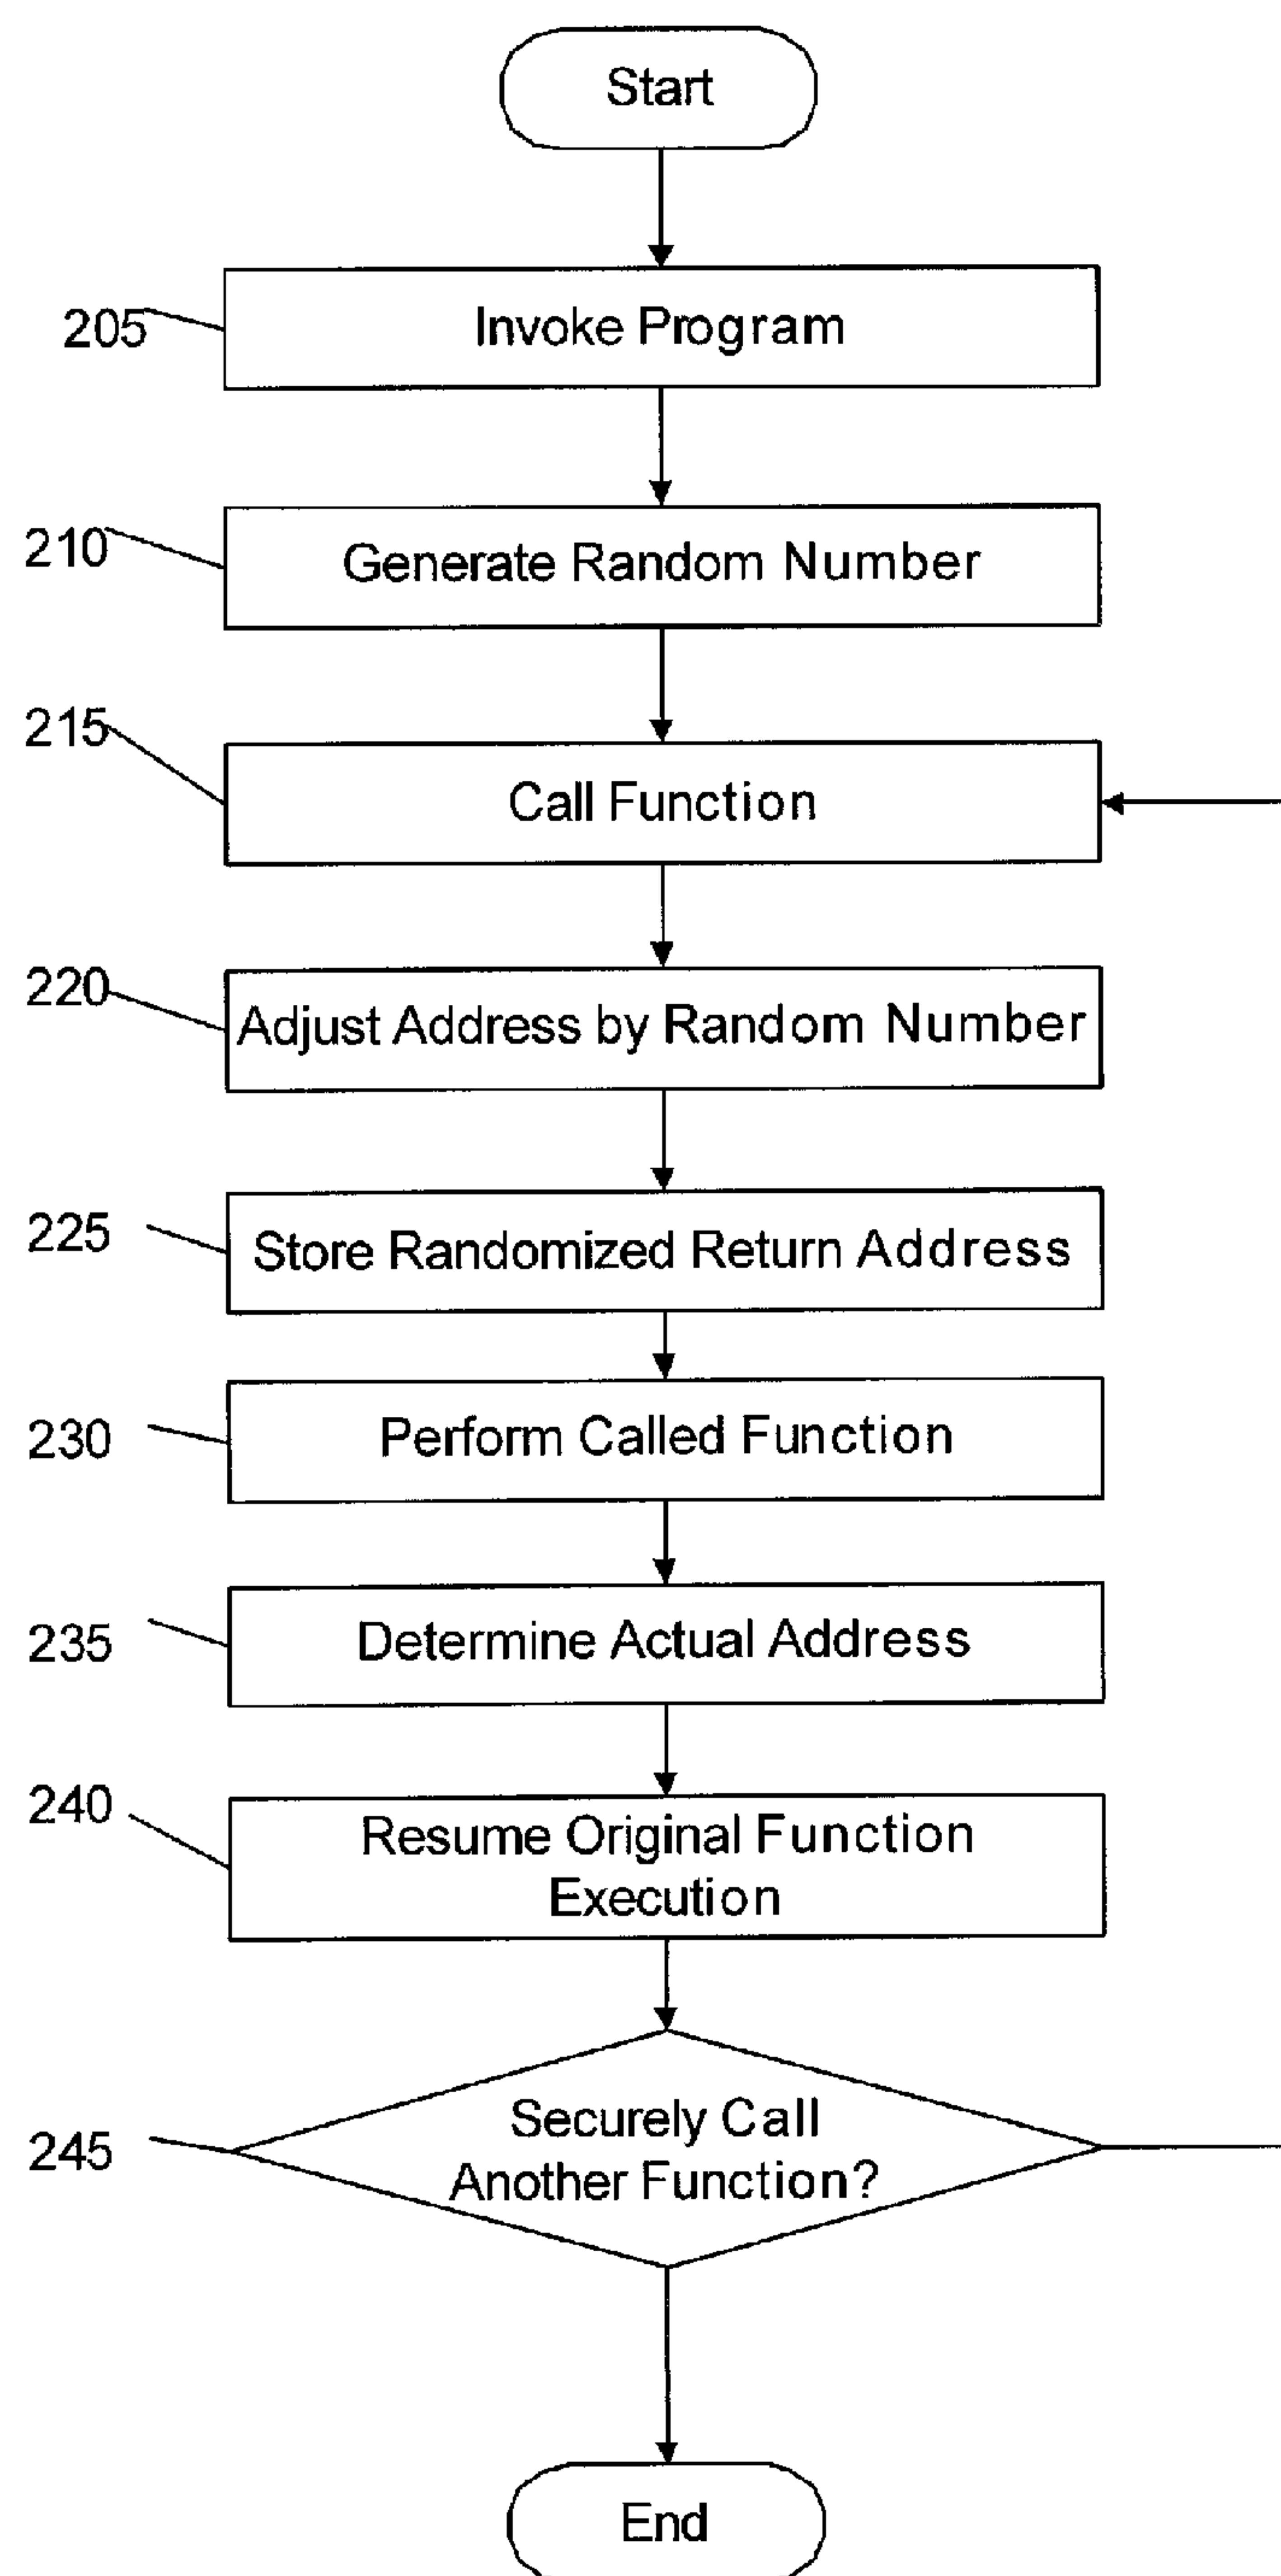 Start
205
Invoke Program
210
Generate Random Number
215
Call Function
220
Adjust Address by Random Number
225
Store Randomized Return Address
230
Perform Called Function
235
Determine Actual Address
240
Resume Original Function
Execution
245
Securely Call
Another Function?
End